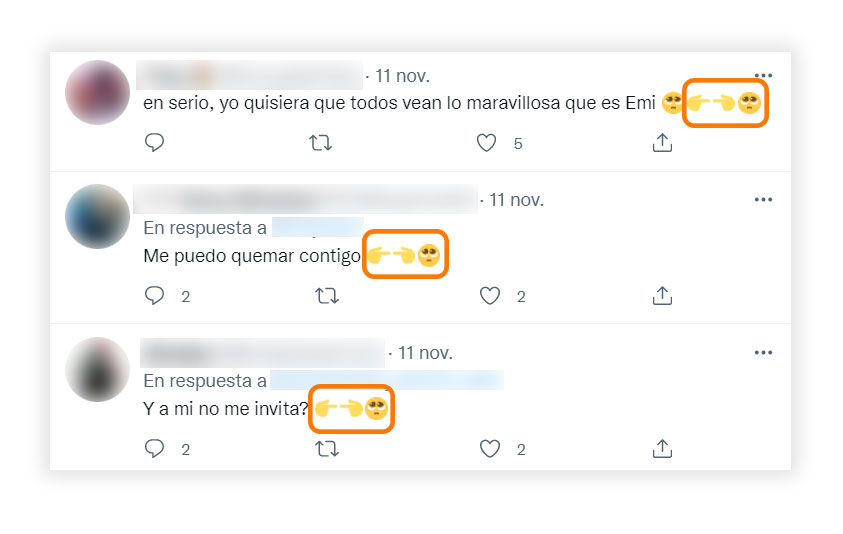 · 11 nov.
en serio, yo quisiera que todos vean lo maravillosa que es Emi 🥺👉👈🥺
5
· 11 nov.
En respuesta a
Me puedo quemar contigo 👉👈🥺
2 2
· 11 nov.
En respuesta a
Y a mi no me invita? 👉👈🥺
2 2